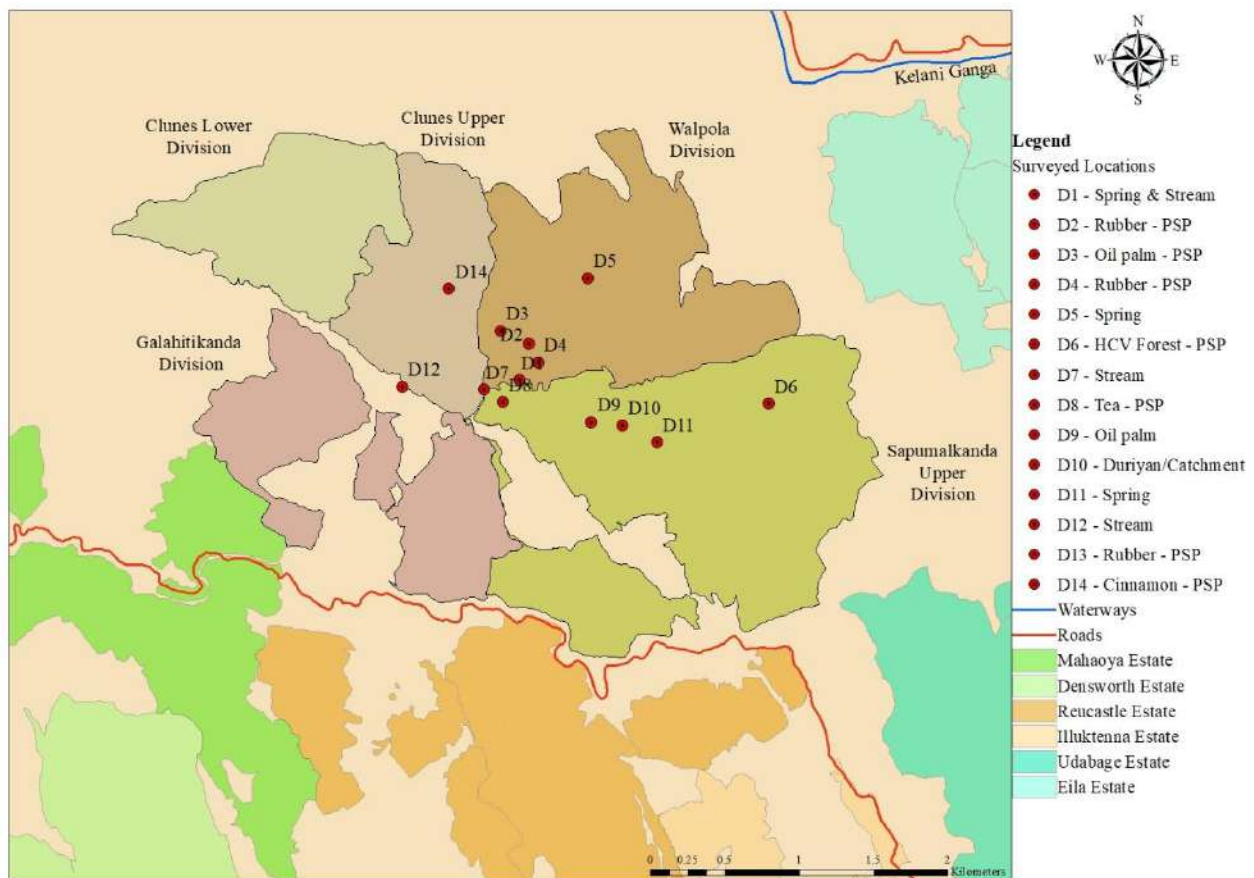 N
W E
S
Kelani Ganga
Clunes Lower
Division
Clunes Upper
Division
Walpola
Division
D5
D14
D3
D2
D4
Galahitikanda
Division
D12
D7
D8
D6
D9
D10
D11
Sapumalkanda
Upper
Division
Legend
Surveyed Locations
D1 - Spring & Stream
D2 - Rubber - PSP
D3 - Oil palm - PSP
D4 - Rubber - PSP
D5 - Spring
D6 - HCV Forest - PSP
D7 - Stream
D8 - Tea - PSP
D9 - Oil palm
D10 - Duriyan/Catchment
D11 - Spring
D12 - Stream
D13 - Rubber - PSP
D14 - Cinnamon - PSP
Waterways
Roads
Mahaoya Estate
Densworth Estate
Reucastle Estate
Illuktenna Estate
Udabage Estate
Eila Estate
0 0.25 0.5 1 1.5 2
Kilometers